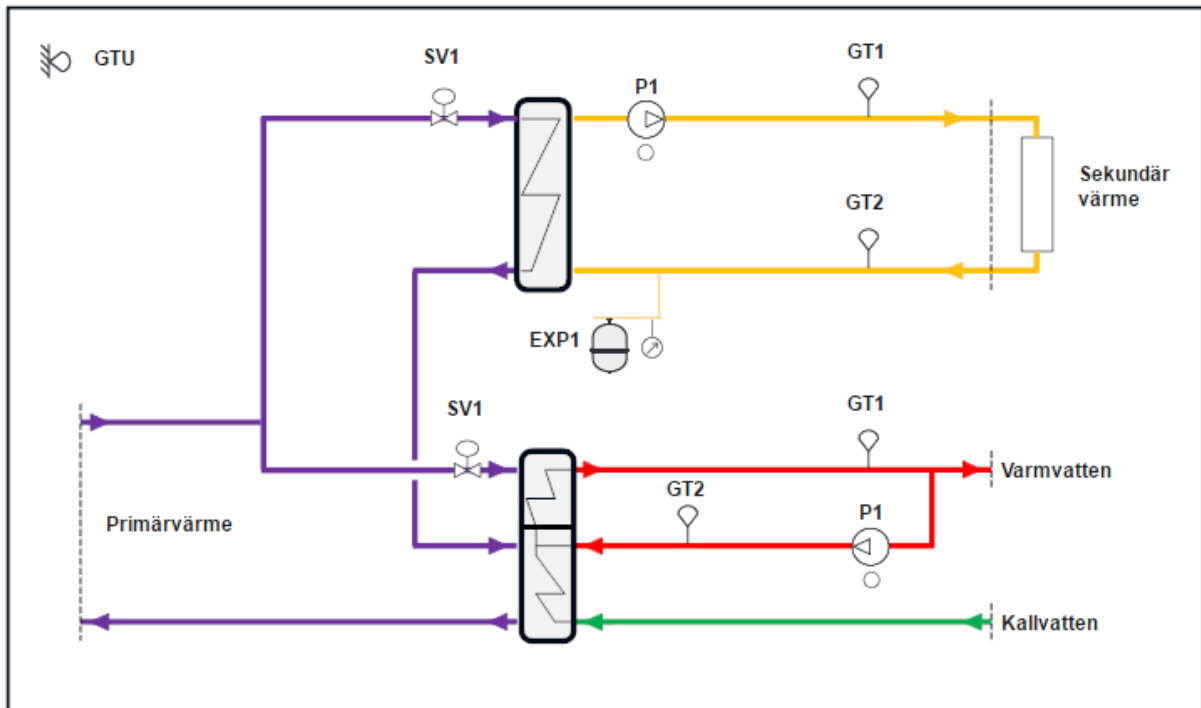 GTU
SV1
P1
GT1
Sekundär
värme
GT2
EXP1
SV1
GT1
Varmvatten
GT2
P1
Primärvärme
Kallvatten